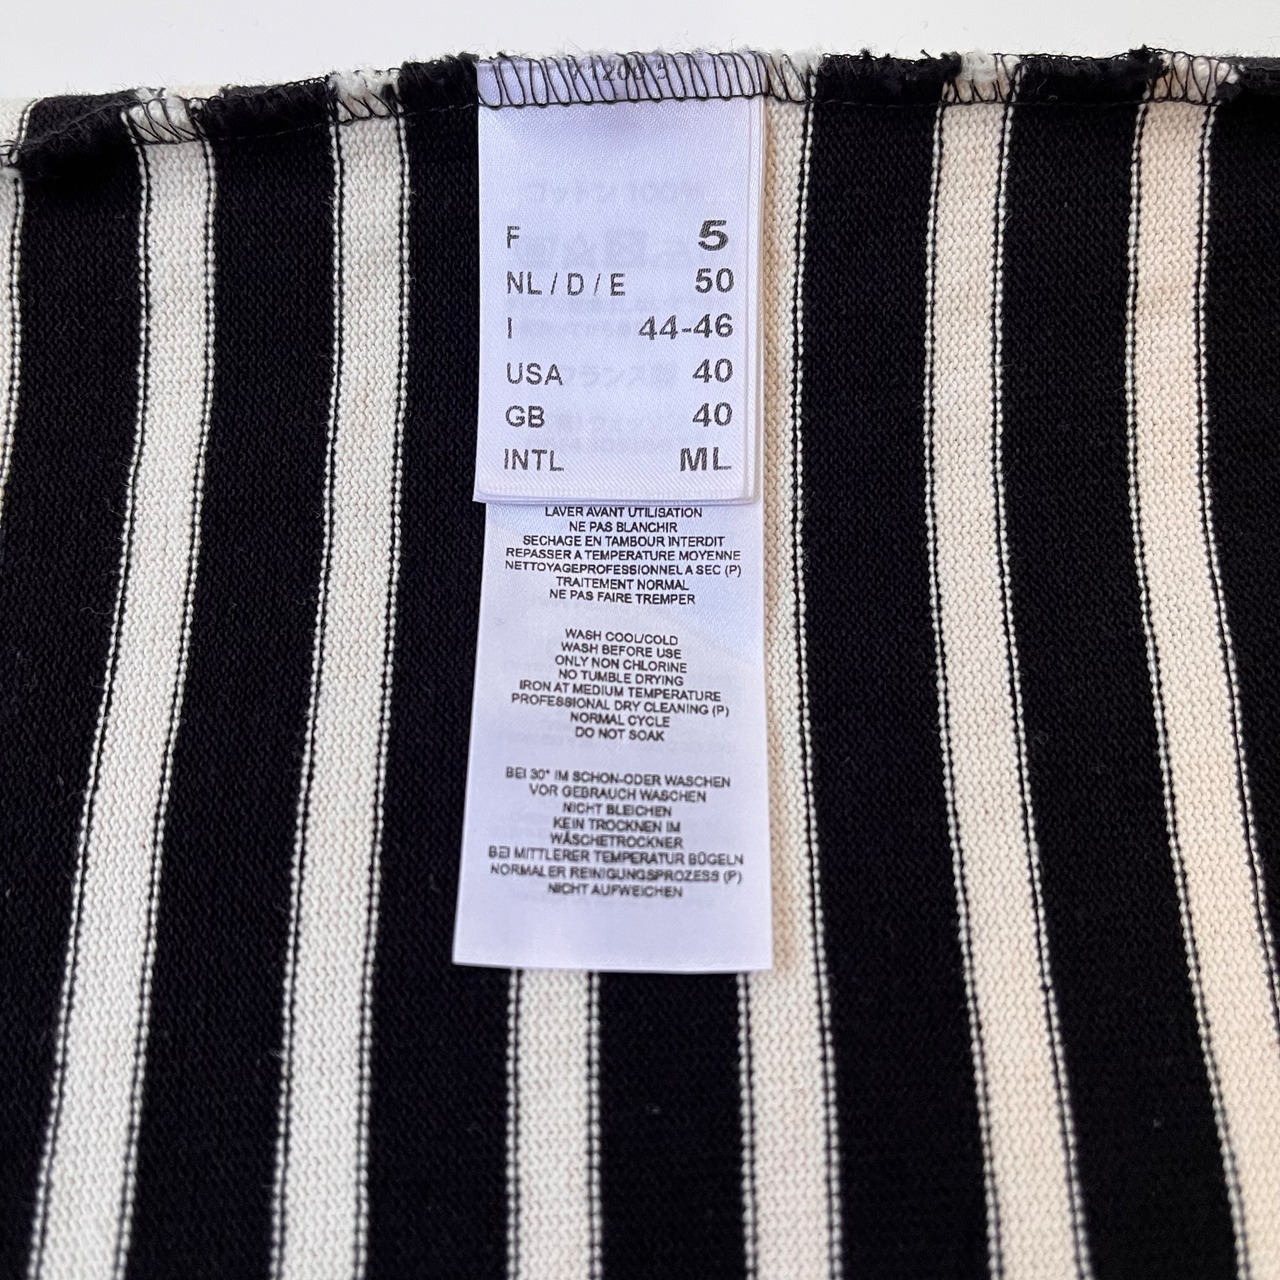 F 5
NL / D / E 50
I 44-46
USA 40
GB 40
INTL ML
LAVER AVANT UTILISATION
NE PAS BLANCHIR
SECHAGE EN TAMBOUR INTERDIT
REPASSER A TEMPERATURE MOYENNE
NETTOYAGEPROFESSIONNEL A SEC (P)
TRAITEMENT NORMAL
NE PAS FAIRE TREMPER
WASH COOL/COLD
WASH BEFORE USE
ONLY NON CHLORINE
NO TUMBLE DRYING
IRON AT MEDIUM TEMPERATURE
PROFESSIONAL DRY CLEANING (P)
NORMAL CYCLE
DO NOT SOAK
BEI 30° IM SCHON-ODER WASCHEN
VOR GEBRAUCH WASCHEN
NICHT BLEICHEN
KEIN TROCKNEN IM
WÄSCHETROCKNER
BEI MITTLERER TEMPERATUR BÜGELN
NORMALER REINIGUNGSPROZESS (P)
NICHT AUFWEICHEN